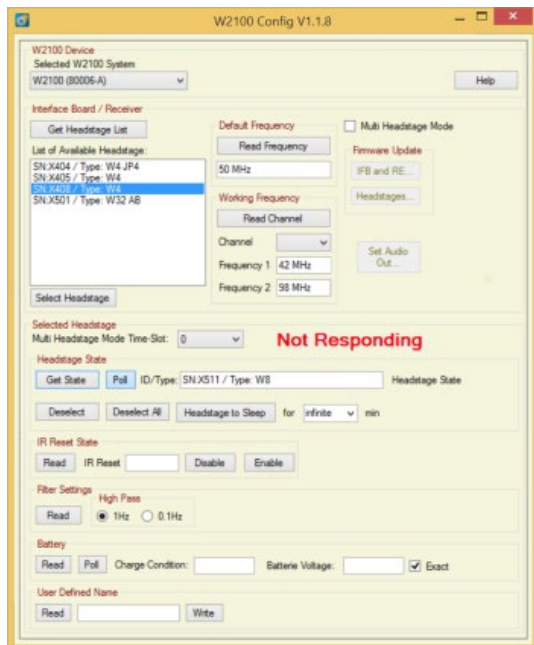 W2100 Config V1.1.8
W2100 Device
Selected W2100 System
W2100 (80006-A)
Help
Interface Board / Receiver
Get Headstage List
List of Available Headstage:
SN:X404 / Type: W4 JP4
SN:X405 / Type: W4
SN:X408 / Type: W4
SN:X501 / Type: W32 AB
Select Headstage
Default Frequency
Read Frequency
50 MHz
Working Frequency
Read Channel
Channel
Frequency 1 42 MHz
Frequency 2 98 MHz
Multi Headstage Mode
Firmware Update
IFB and RE...
Headstages...
Set Audio
Out...
Selected Headstage
Multi Headstage Mode Time-Slot: 0
Not Responding
Headstage State
Get State Poll ID/Type: SN:X511 / Type: W8 Headstage State
Deselect Deselect All Headstage to Sleep for infinite min
IR Reset State
Read IR Reset Disable Enable
Filter Settings
High Pass
Read 1Hz 0.1Hz
Battery
Read Poll Charge Condition: Batterie Voltage: Exact
User Defined Name
Read Write